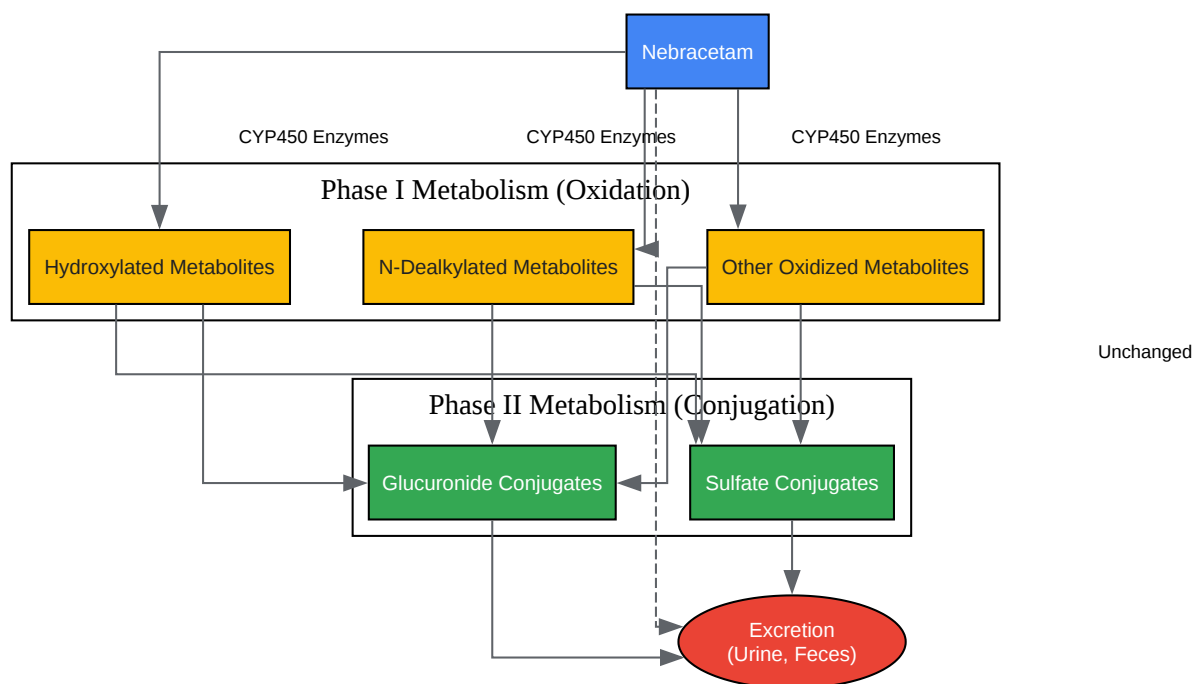 Nebracetam
CYP450 Enzymes
CYP450 Enzymes
CYP450 Enzymes
Phase I Metabolism (Oxidation)
Hydroxylated Metabolites
N-Dealkylated Metabolites
Other Oxidized Metabolites
Unchanged
Phase II Metabolism (Conjugation)
Glucuronide Conjugates
Sulfate Conjugates
Excretion
(Urine, Feces)